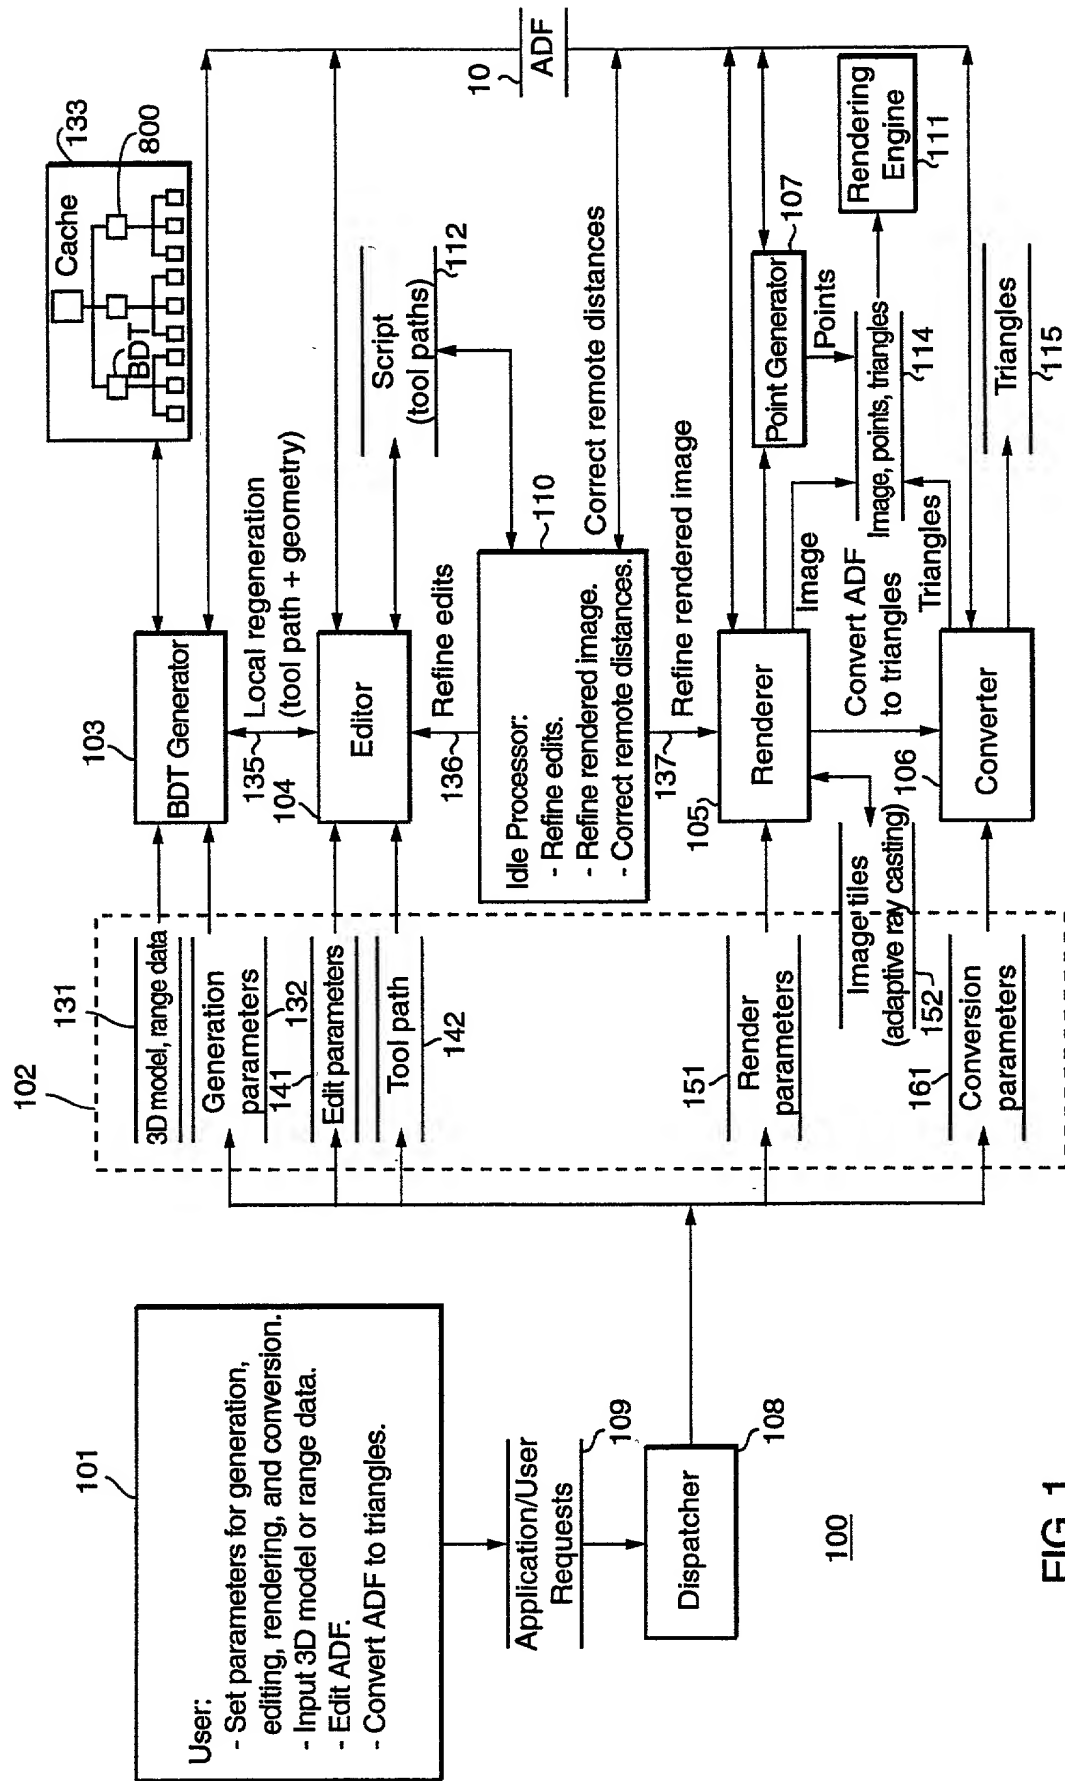 101
User:
- Set parameters for generation,
editing, rendering, and conversion.
- Input 3D model or range data.
- Edit ADF.
- Convert ADF to triangles.
Application/User
Requests
109
Dispatcher
108
100
102
131
3D model, range data
Generation
parameters
132
141
Edit parameters
Tool path
142
151
Render
parameters
Image tiles
(adaptive ray casting)
152
161
Conversion
parameters
103
BDT Generator
135
Local regeneration
(tool path + geometry)
104
Editor
136
Refine edits
110
Idle Processor:
- Refine edits.
- Refine rendered image.
- Correct remote distances.
137
Refine rendered image
105
Renderer
Convert ADF
to triangles
106
Converter
133
Cache
BDT
800
Script
(tool paths)
112
Correct remote distances
10
ADF
107
Point Generator
Points
Image
Image, points, triangles
114
Triangles
Rendering
Engine
111
Triangles
115
FIG. 1